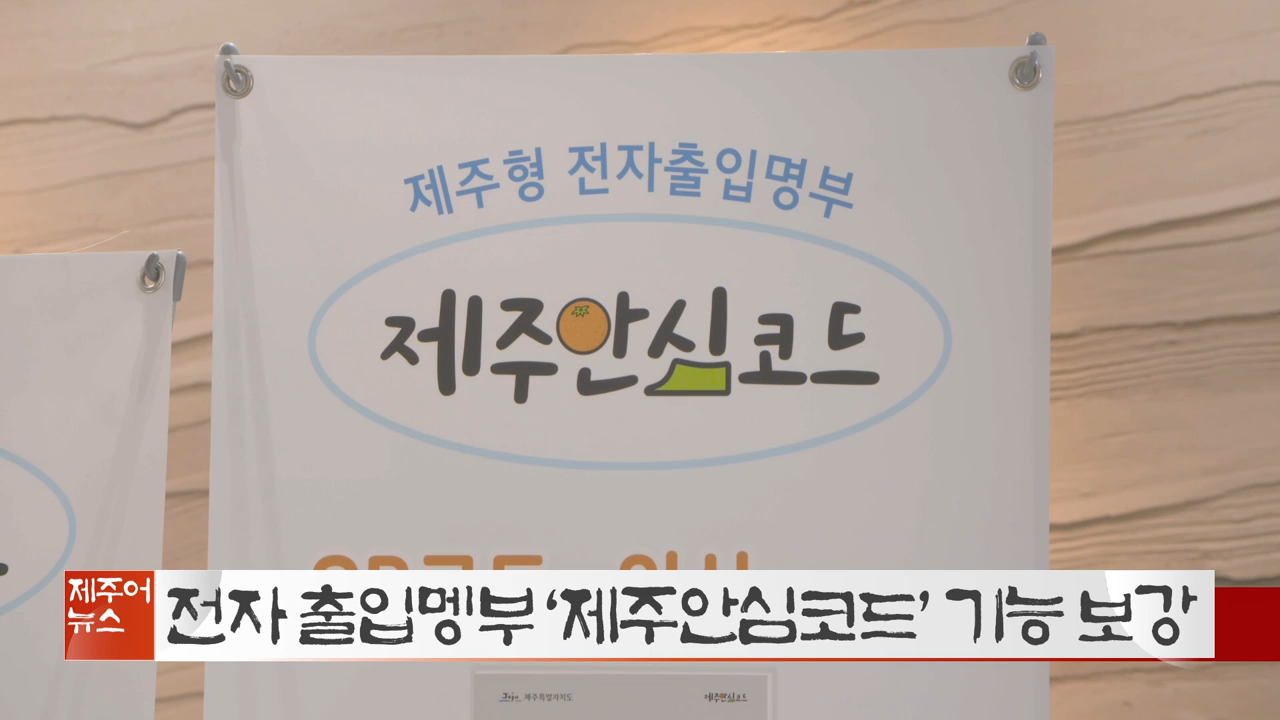 제주형 전자출입명부
제주안심코드
제주어
뉴스
전자 출입멩부 ‘제주안심코드’ 기능 보강
제주특별자치도
제주안심코드